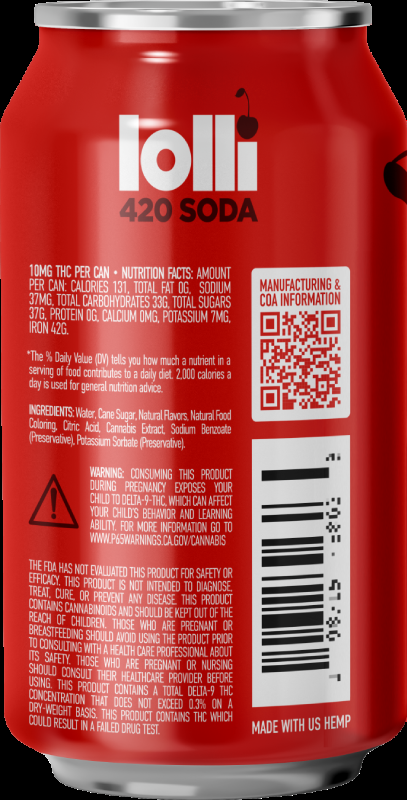 lolli
420 SODA
10MG THC PER CAN • NUTRITION FACTS: AMOUNT
PER CAN: CALORIES 131, TOTAL FAT 0G, SODIUM
37MG, TOTAL CARBOHYDRATES 33G, TOTAL SUGARS
37G, PROTEIN 0G, CALCIUM 0MG, POTASSIUM 7MG,
IRON 42G.
*The % Daily Value (DV) tells you how much a nutrient in a
serving of food contributes to a daily diet. 2,000 calories a
day is used for general nutrition advice.
INGREDIENTS: Water, Cane Sugar, Natural Flavors, Natural Food
Coloring, Citric Acid, Cannabis Extract, Sodium Benzoate
(Preservative), Potassium Sorbate (Preservative).
WARNING: CONSUMING THIS PRODUCT
DURING PREGNANCY EXPOSES YOUR
CHILD TO DELTA-9-THC, WHICH CAN AFFECT
YOUR CHILD'S BEHAVIOR AND LEARNING
ABILITY. FOR MORE INFORMATION GO TO
WWW.P65WARNINGS.CA.GOV/CANNABIS
THE FDA HAS NOT EVALUATED THIS PRODUCT FOR SAFETY OR
EFFICACY. THIS PRODUCT IS NOT INTENDED TO DIAGNOSE,
TREAT, CURE, OR PREVENT ANY DISEASE. THIS PRODUCT
CONTAINS CANNABINOIDS AND SHOULD BE KEPT OUT OF THE
REACH OF CHILDREN. THOSE WHO ARE PREGNANT OR
BREASTFEEDING SHOULD AVOID USING THE PRODUCT PRIOR
TO CONSULTING WITH A HEALTH CARE PROFESSIONAL ABOUT
ITS SAFETY. THOSE WHO ARE PREGNANT OR NURSING
SHOULD CONSULT THEIR HEALTHCARE PROVIDER BEFORE
USING. THIS PRODUCT CONTAINS A TOTAL DELTA-9 THC
CONCENTRATION THAT DOES NOT EXCEED 0.3% ON A
DRY-WEIGHT BASIS. THIS PRODUCT CONTAINS THC WHICH
COULD RESULT IN A FAILED DRUG TEST.
MANUFACTURING &
COA INFORMATION
MADE WITH US HEMP